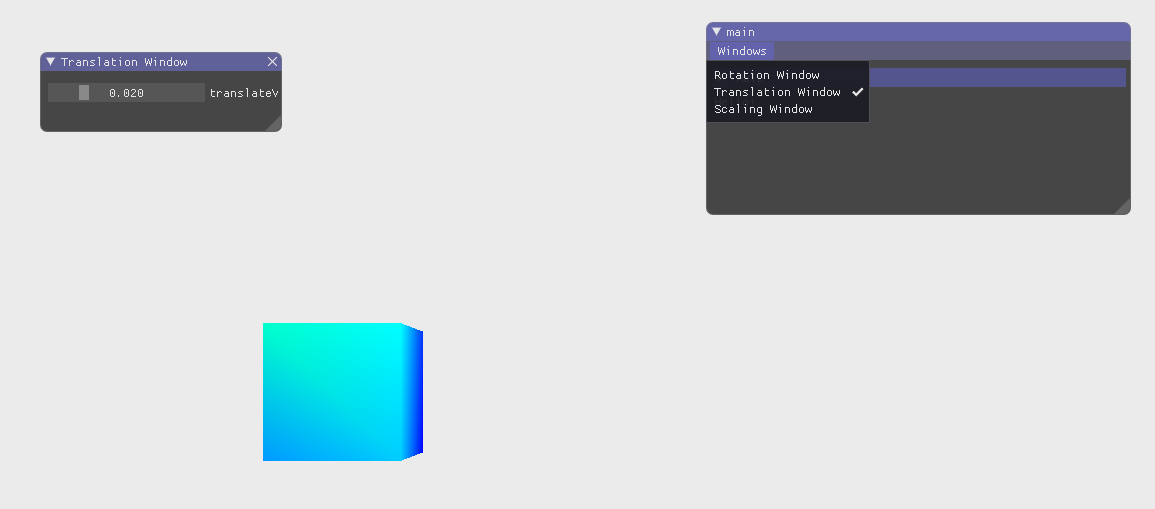 Translation Window
0.020 translateV
main
Windows
Rotation Window
Translation Window
Scaling Window